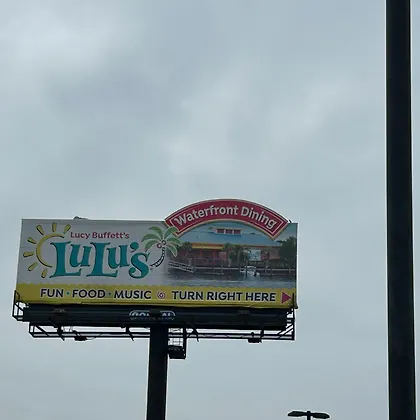 Waterfront Dining
Lucy Buffett's
LuLu's
FUN • FOOD • MUSIC TURN RIGHT HERE